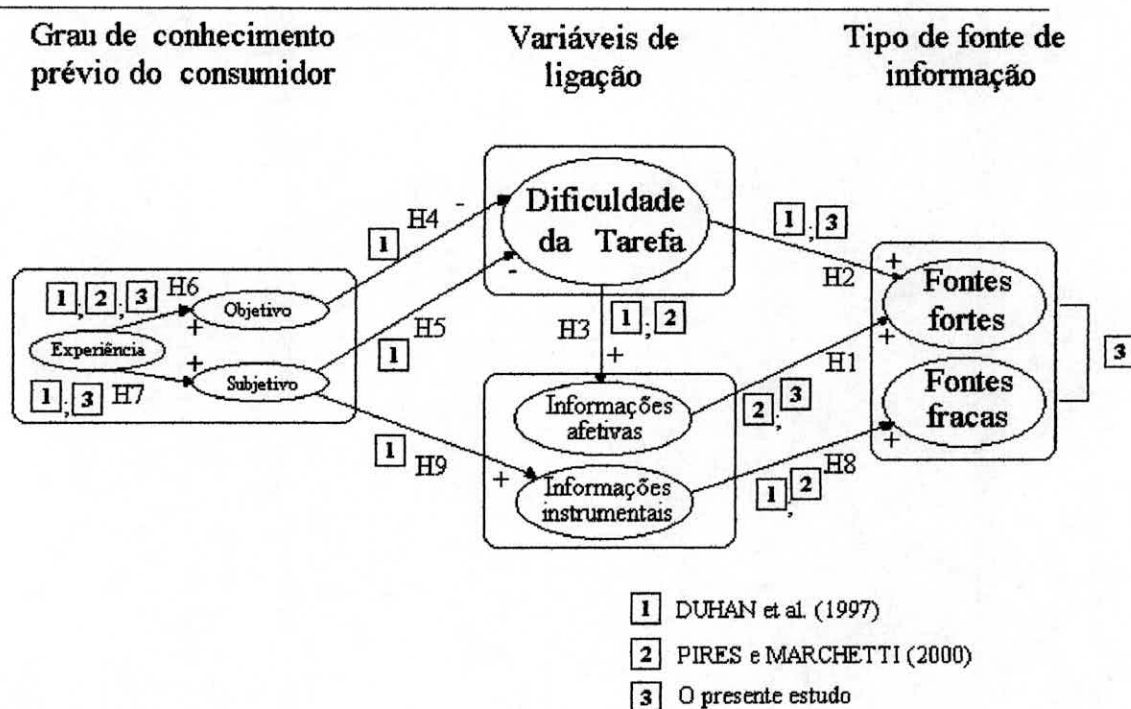 Grau de conhecimento
prévio do consumidor
Variáveis de
ligação
Tipo de fonte de
informação
Dificuldade
da Tarefa
1 H4 -
1 ; 3
H2
+
1 ; 2 ; 3 H6
+
Objetivo
Experiência
+
Subjetivo
1 ; 3 H7
H5
1
-
H3 1 ; 2
+
Fontes
fortes
+
Fontes
fracas
+
3
Informações
afetivas
2 ; 3
H1
1 H9
+
Informações
instrumentais
1 ; 2
H8
1 DUHAN et al. (1997)
2 PIRES e MARCHETTI (2000)
3 O presente estudo